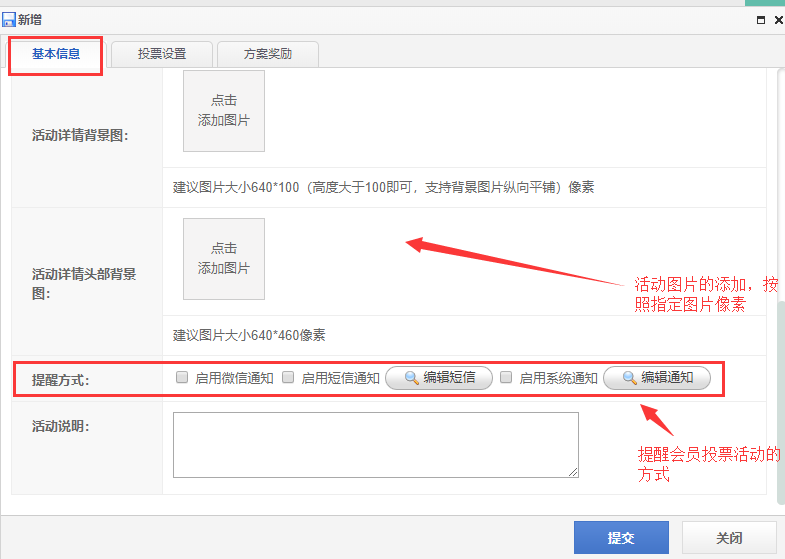 新增
基本信息
投票设置
方案奖励
活动详情背景图：
点击
添加图片
建议图片大小640*100（高度大于100即可，支持背景图片纵向平铺）像素
活动详情头部背景
图：
点击
添加图片
建议图片大小640*460像素
活动图片的添加，按
照指定图片像素
提醒方式：
启用微信通知 启用短信通知 编辑短信 启用系统通知 编辑通知
活动说明：
提醒会员投票活动的
方式
提交
关闭